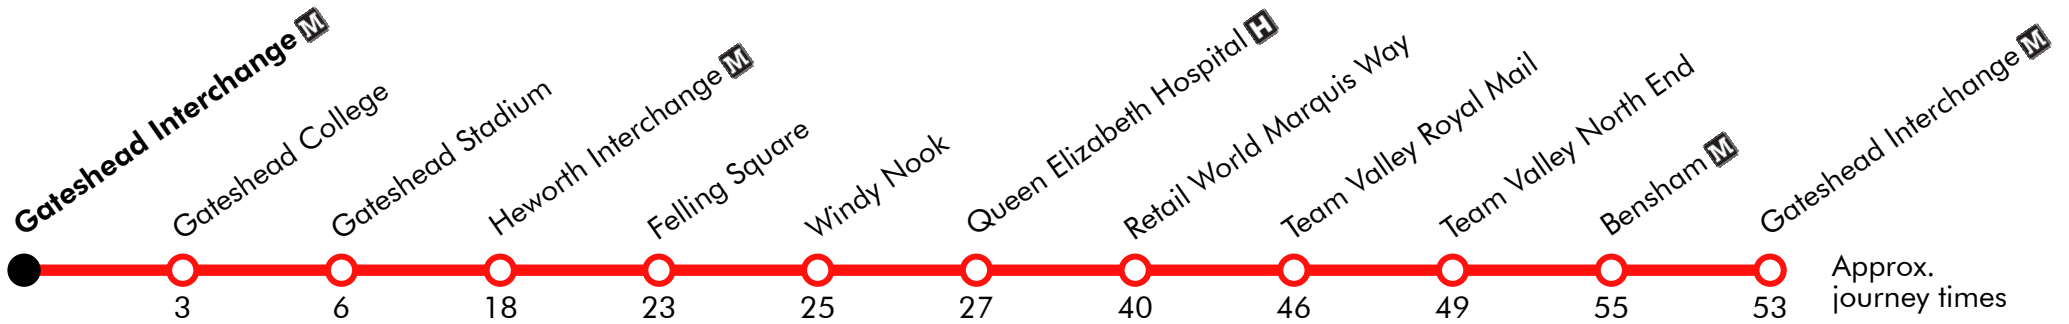 Gateshead Interchange M
Gateshead College
Gateshead Stadium
Heworth Interchange M
Felling Square
Windy Nook
Queen Elizabeth Hospital H
Retail World Marquis Way
Team Valley Royal Mail
Team Valley North End
Bensham M
Gateshead Interchange M
3 6 18 23 25 27 40 46 49 55 53
Approx.
journey times